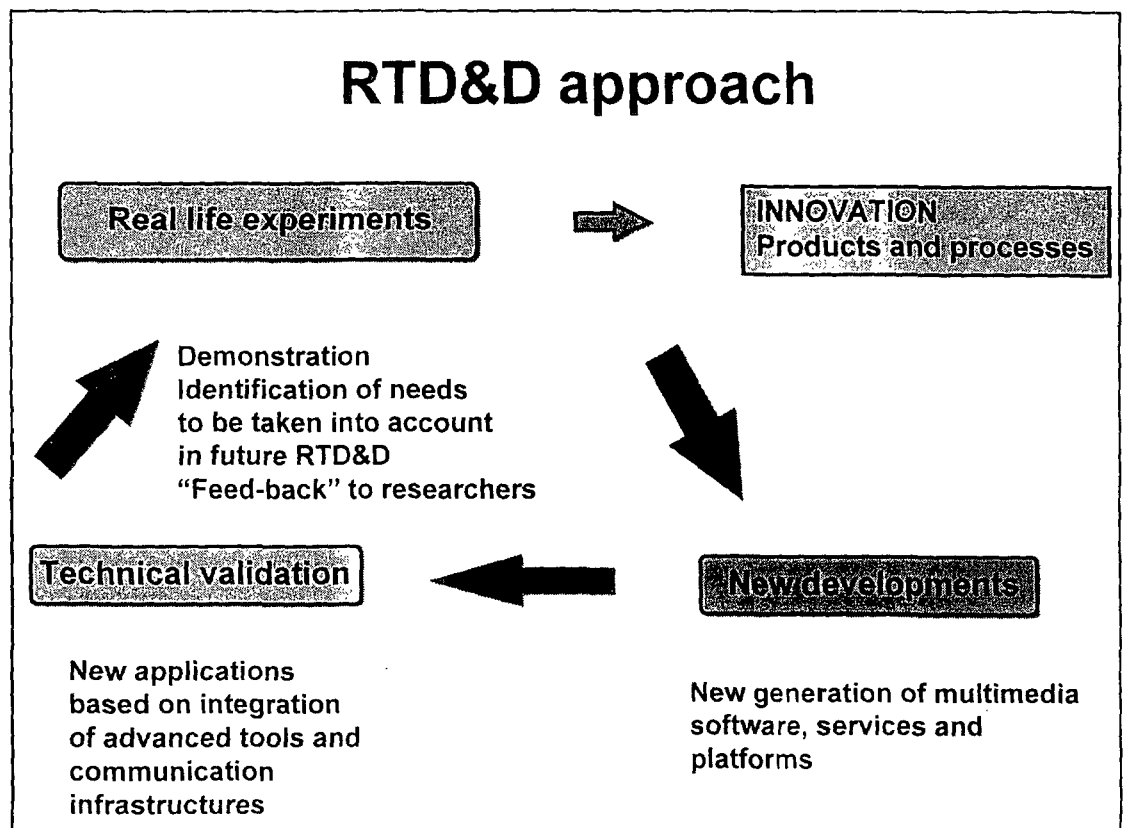 RTD&D approach
Real life experiments
INNOVATION
Products and processes
Demonstration
Identification of needs
to be taken into account
in future RTD&D
“Feed-back” to researchers
Technical validation
New developments
New applications
based on integration
of advanced tools and
communication
infrastructures
New generation of multimedia
software, services and
platforms